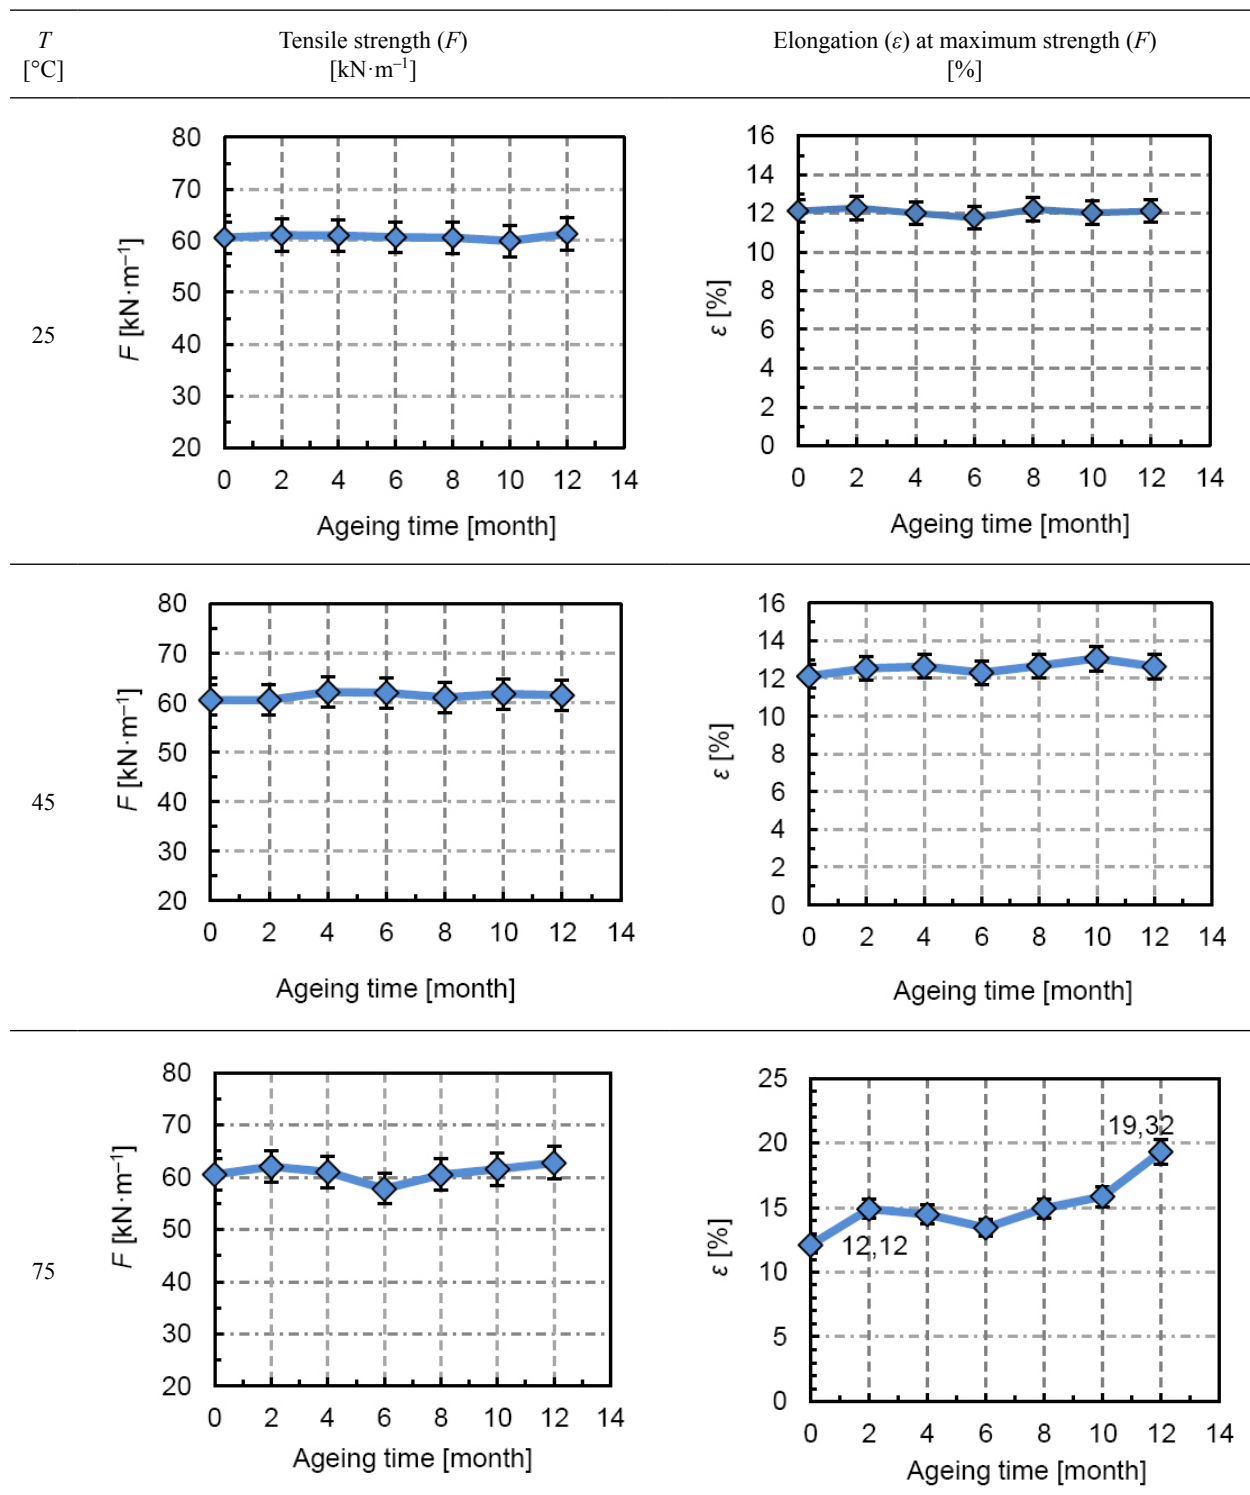 T
[°C]
Tensile strength (F)
[kN·m⁻¹]
Elongation (ε) at maximum strength (F)
[%]
25
80
70
60
50
40
30
20
F [kN·m⁻¹]
0 2 4 6 8 10 12 14
Ageing time [month]
16
14
12
10
8
6
4
2
0
ε [%]
0 2 4 6 8 10 12 14
Ageing time [month]
45
80
70
60
50
40
30
20
F [kN·m⁻¹]
0 2 4 6 8 10 12 14
Ageing time [month]
16
14
12
10
8
6
4
2
0
ε [%]
0 2 4 6 8 10 12 14
Ageing time [month]
75
80
70
60
50
40
30
20
F [kN·m⁻¹]
0 2 4 6 8 10 12 14
Ageing time [month]
25
20
15
10
5
0
ε [%]
19,32
12,12
0 2 4 6 8 10 12 14
Ageing time [month]